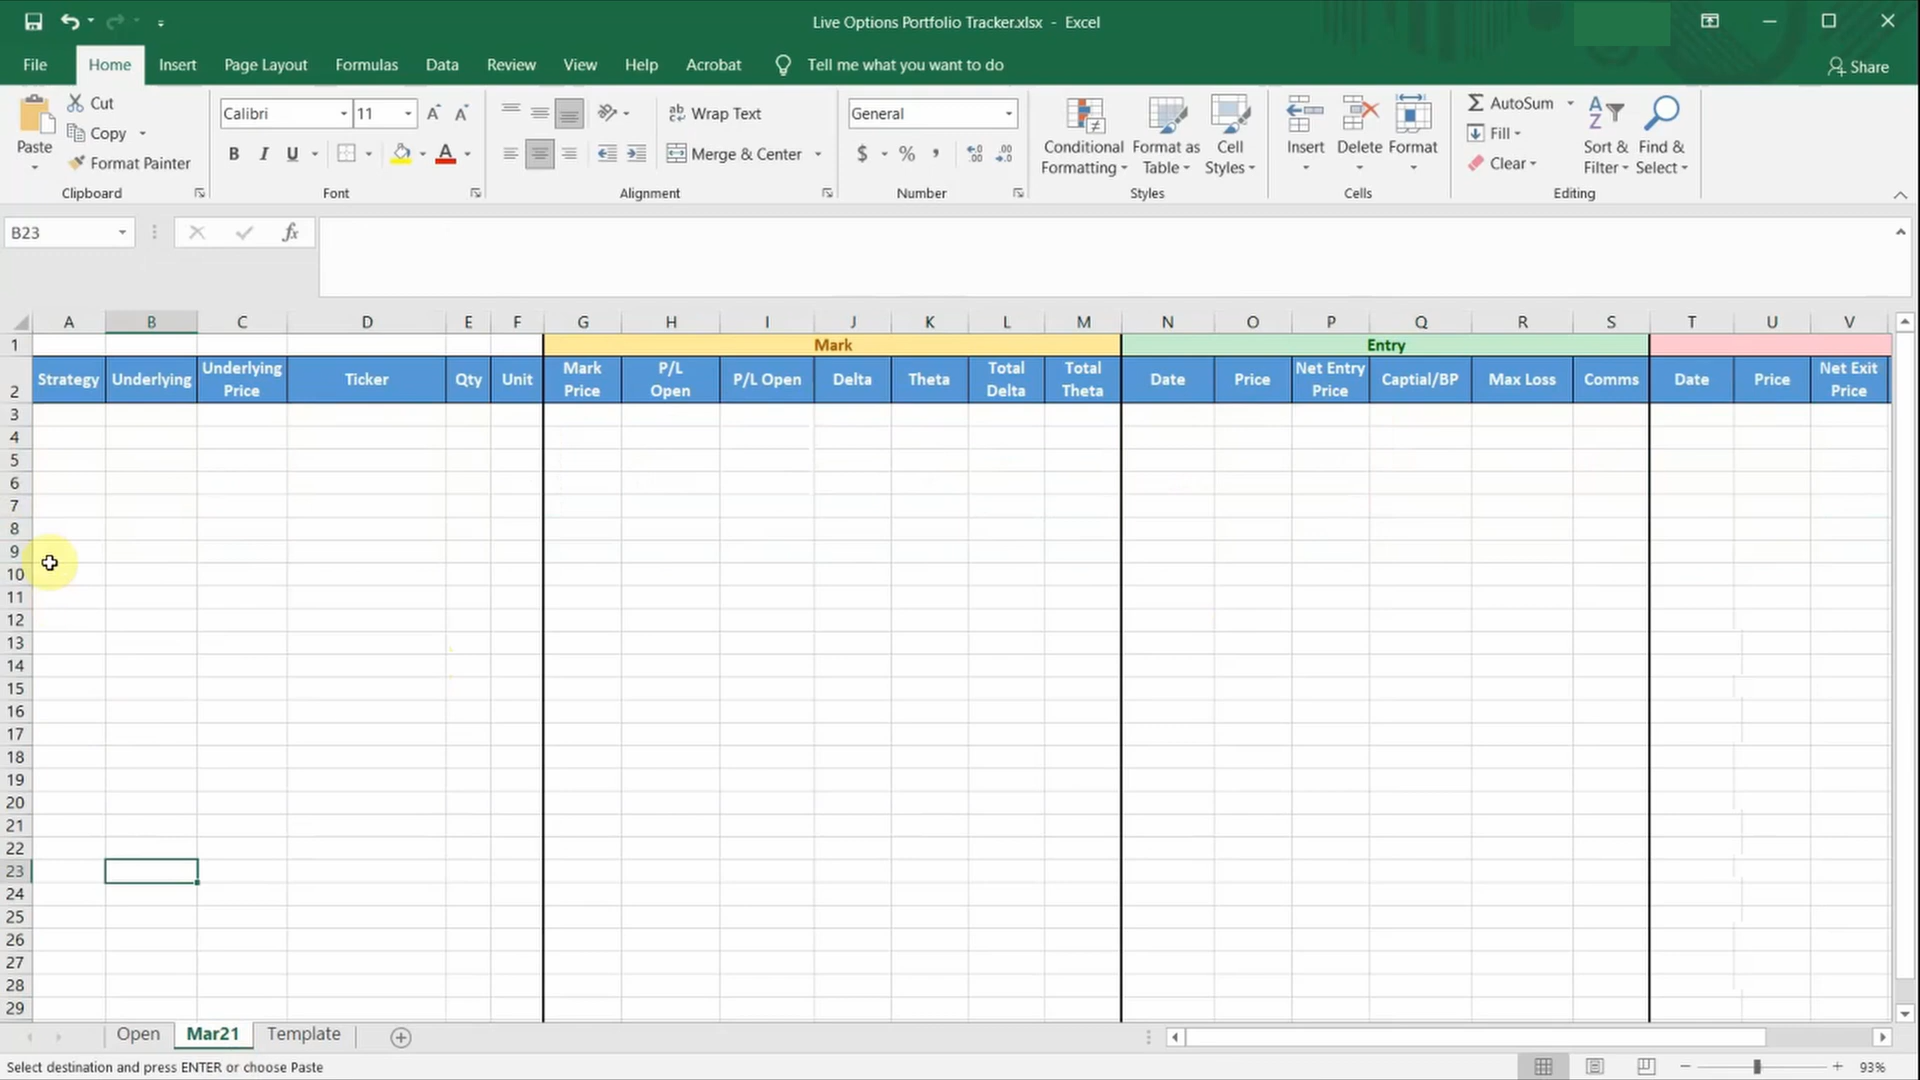 Live Options Portfolio Tracker.xlsx - Excel
File Home Insert Page Layout Formulas Data Review View Help Acrobat Tell me what you want to do Share
Paste
Cut
Copy
Format Painter
Clipboard
Calibri 11
B I U A
Font
Wrap Text
Merge & Center
Alignment
General
$ % ,
Number
Conditional Formatting
Format as Table
Cell Styles
Styles
Insert Delete Format
Cells
AutoSum
Fill
Clear
Sort & Filter
Find & Select
Editing
B23 fx
A B C D E F G H I J K L M N O P Q R S T U V
1 Mark Entry
2 Strategy Underlying Underlying Price Ticker Qty Unit Mark Price P/L Open P/L Open Delta Theta Total Delta Total Theta Date Price Net Entry Price Captial/BP Max Loss Comms Date Price Net Exit Price
3
4
5
6
7
8
9
10
11
12
13
14
15
16
17
18
19
20
21
22
23
24
25
26
27
28
29
Open Mar21 Template
Select destination and press ENTER or choose Paste 93%